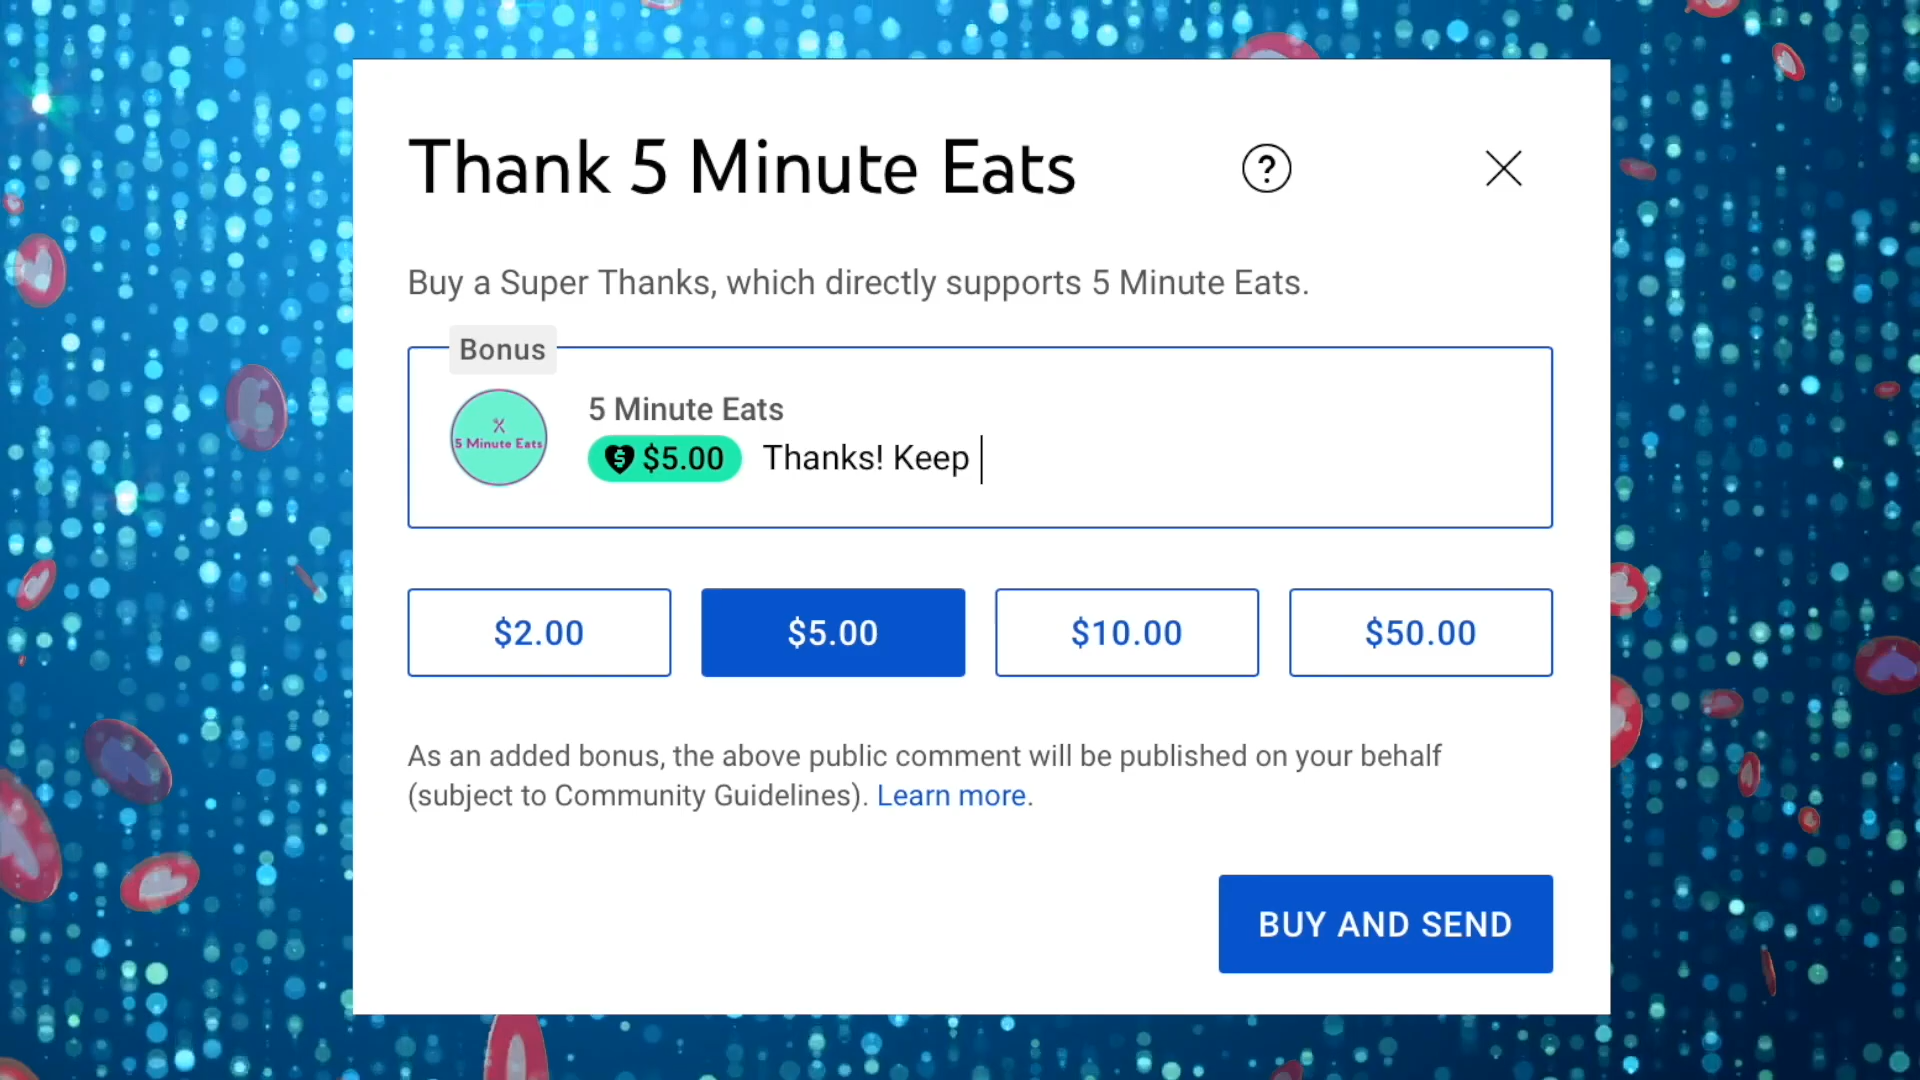 Thank 5 Minute Eats
?
Buy a Super Thanks, which directly supports 5 Minute Eats.
Bonus
5 Minute Eats
5 Minute Eats
$ $5.00 Thanks! Keep
$2.00
$5.00
$10.00
$50.00
As an added bonus, the above public comment will be published on your behalf
(subject to Community Guidelines). Learn more.
BUY AND SEND